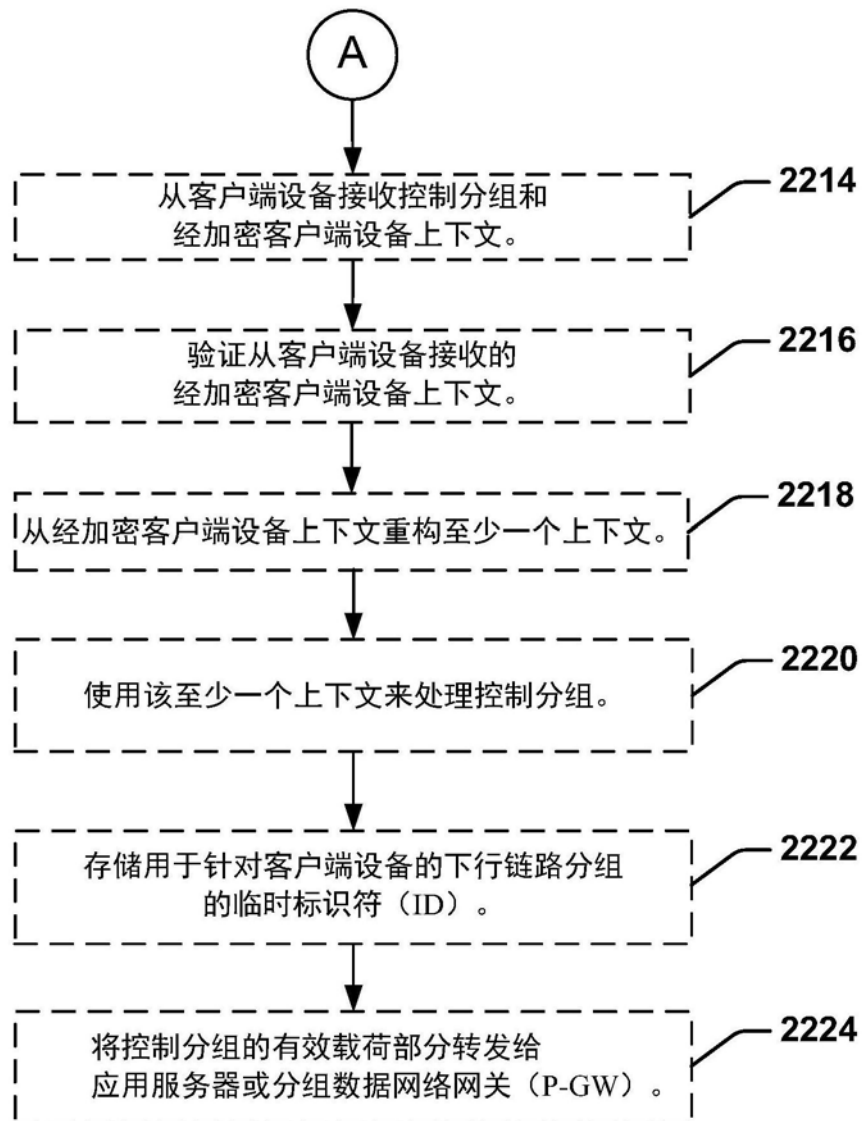 A
从客户端设备接收控制分组和
经加密客户端设备上下文。
2214
验证从客户端设备接收的
经加密客户端设备上下文。
2216
从经加密客户端设备上下文重构至少一个上下文。
2218
使用该至少一个上下文来处理控制分组。
2220
存储用于针对客户端设备的下行链路分组
的临时标识符（ID）。
2222
将控制分组的有效载荷部分转发给
应用服务器或分组数据网络网关（P-GW）。
2224